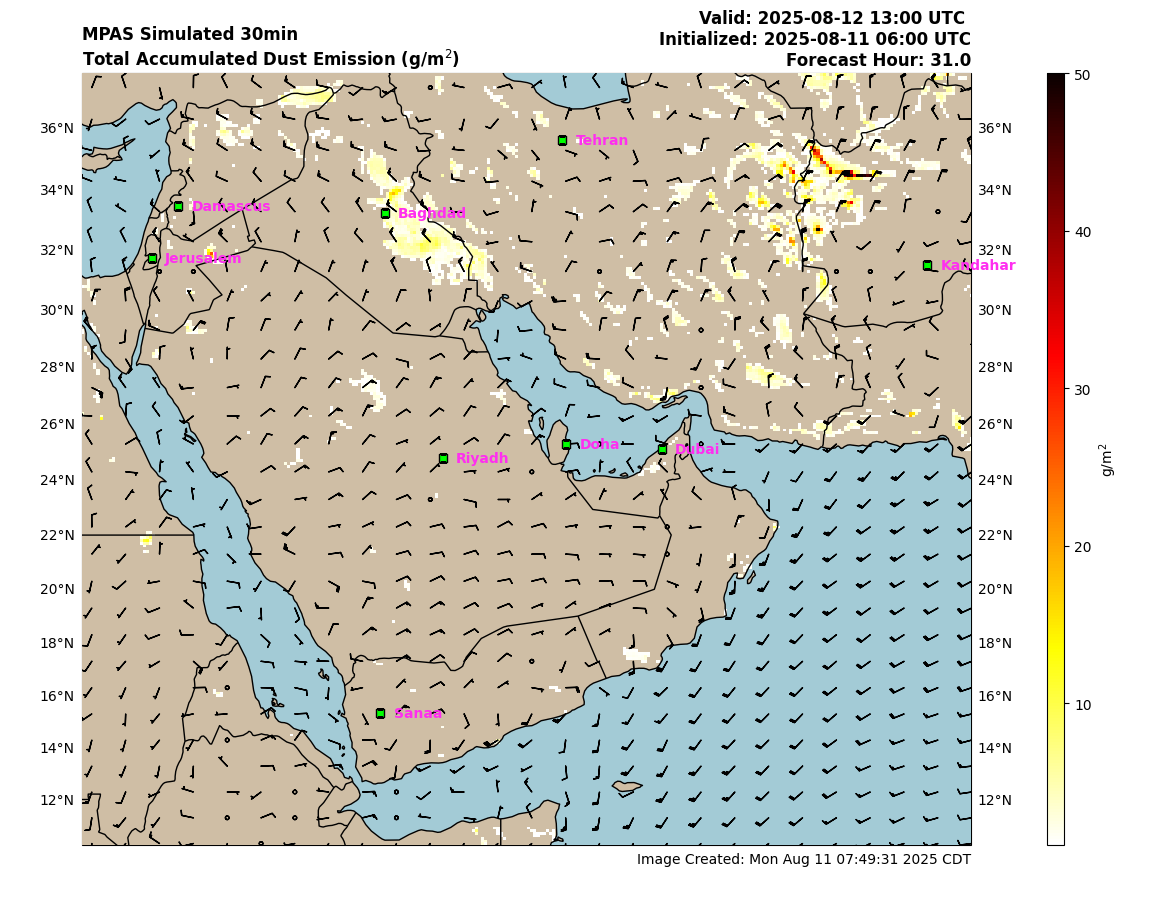 MPAS Simulated 30min
Total Accumulated Dust Emission (g/m²)
Valid: 2025-08-12 13:00 UTC
Initialized: 2025-08-11 06:00 UTC
Forecast Hour: 31.0
36°N
34°N
32°N
30°N
28°N
26°N
24°N
22°N
20°N
18°N
16°N
14°N
12°N
Tehran
Damascus
Baghdad
Jerusalem
Kandahar
Doha
Dubai
Riyadh
Sanaa
36°N
34°N
32°N
30°N
28°N
26°N
24°N
22°N
20°N
18°N
16°N
14°N
12°N
50
40
30
20
10
g/m²
Image Created: Mon Aug 11 07:49:31 2025 CDT